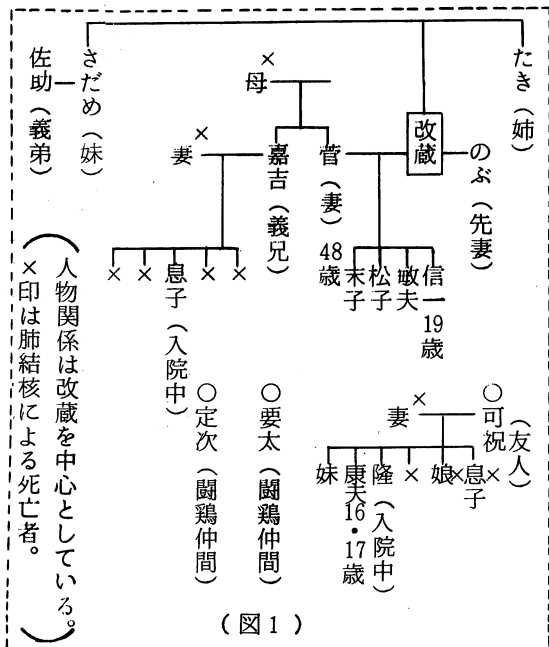 たき（姉）
改蔵
さだめ（妹）
佐助（義弟）
のぶ（先妻）
×
母
菅（妻）
48歳
嘉吉（義兄）
×
妻
信一19歳
敏夫
松子
末子
×
×
息子（入院中）
×
×
○可祝（友人）
×
妻
息子
×
娘
×
×
隆（入院中）
康夫16・17歳
妹
○要太（闘鶏仲間）
○定次（闘鶏仲間）
人物関係は改蔵を中心としている。
×印は肺結核による死亡者。
（図1）